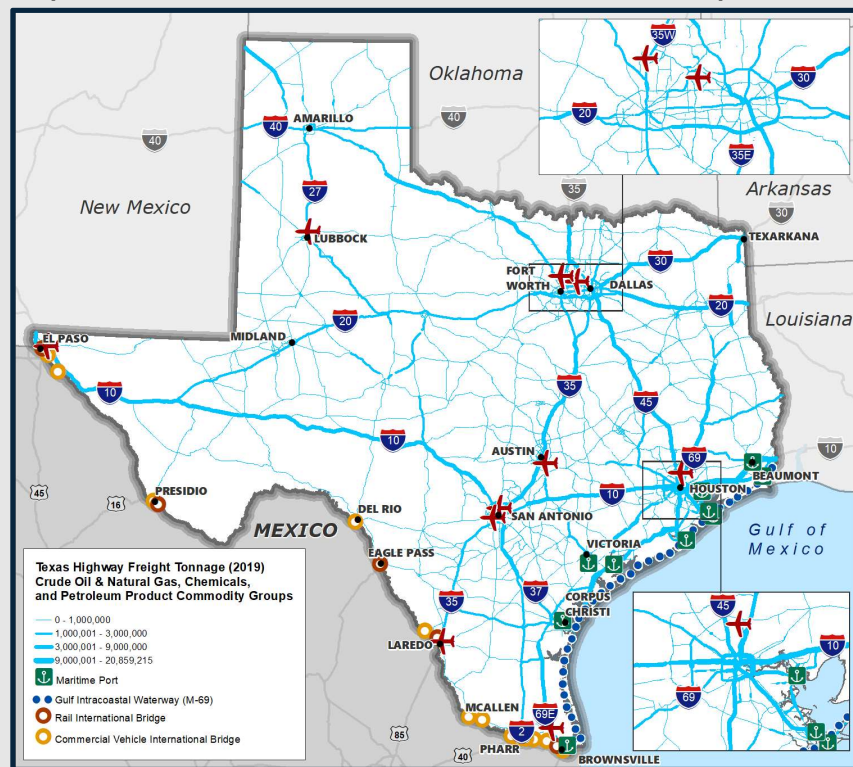 35W
30
20
35E
Oklahoma
40
AMARILLO
40
40
35
Arkansas
30
New Mexico
27
LUBBOCK
TEXARKANA
FORT
WORTH
DALLAS
30
20
20
Louisiana
EL PASO
MIDLAND
10
35
45
10
AUSTIN
69
10
BEAUMONT
HOUSTON
10
45
16
PRESIDIO
DEL RIO
MEXICO
SAN ANTONIO
Gulf of
Mexico
EAGLE PASS
VICTORIA
37
35
CORPUS
CHRISTI
LAREDO
Texas Highway Freight Tonnage (2019)
Crude Oil & Natural Gas, Chemicals,
and Petroleum Product Commodity Groups
0 - 1,000,000
1,000,001 - 3,000,000
3,000,001 - 9,000,000
9,000,001 - 20,859,215
Maritime Port
Gulf Intracoastal Waterway (M-69)
Rail International Bridge
Commercial Vehicle International Bridge
45
10
69
MCALLEN
69E
2
85
PHARR
40
BROWNSVILLE